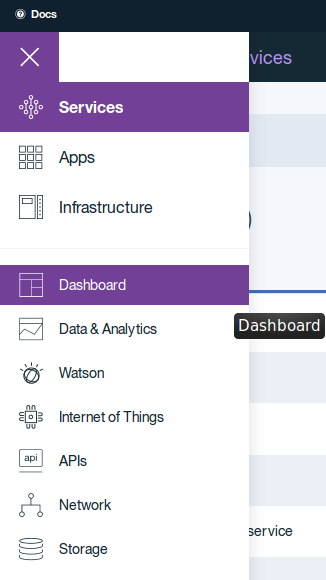 Docs
vices
Services
Apps
Infrastructure
Dashboard
Dashboard
Data & Analytics
Watson
Internet of Things
api
APIs
Network
service
Storage